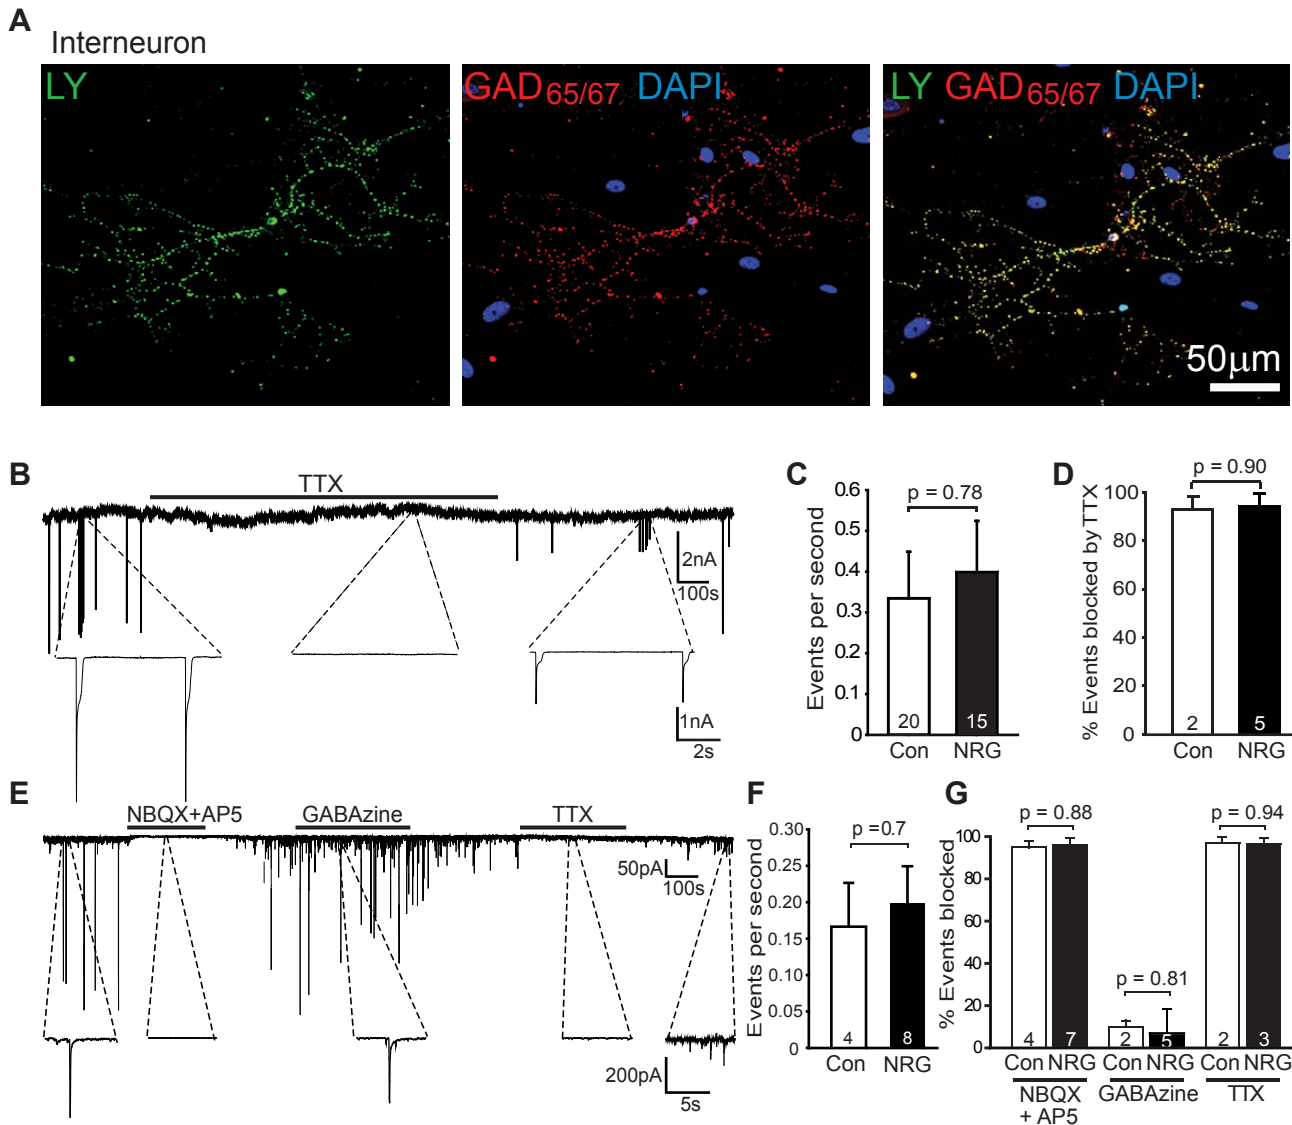 A
Interneuron
LY
GAD65/67 DAPI
LY GAD65/67 DAPI
50μm
B
TTX
2nA
100s
1nA
2s
C
p = 0.78
Events per second
0.6
0.5
0.4
0.3
0.2
0.1
0
20
15
Con
NRG
D
p = 0.90
% Events blocked by TTX
100
80
60
40
20
0
2
5
Con
NRG
E
NBQX+AP5
GABAzine
TTX
50pA
100s
200pA
5s
F
p =0.7
Events per second
0.30
0.25
0.20
0.15
0.10
0.05
0
4
8
Con
NRG
G
p = 0.88
p = 0.94
p = 0.81
% Events blocked
100
80
60
40
20
0
4
7
2
5
2
3
Con NRG
Con NRG
Con NRG
NBQX
+ AP5
GABAzine
TTX